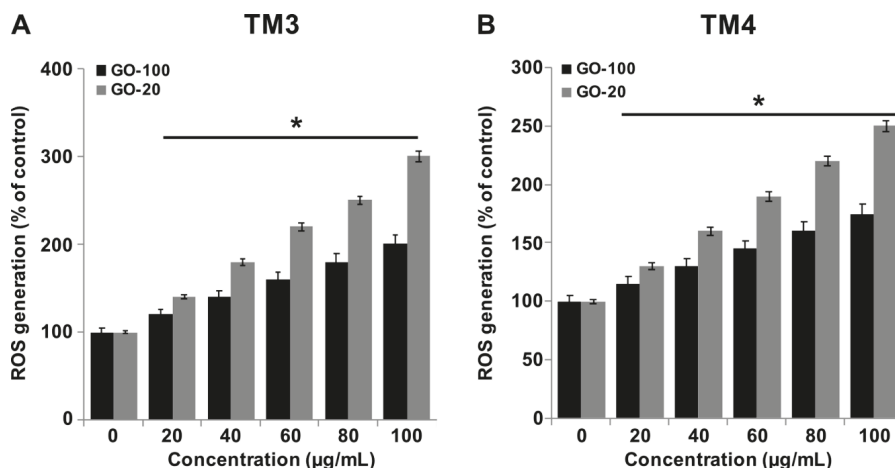 A
TM3
ROS generation (% of control)
400
300
200
100
0
GO-100
GO-20
*
0 20 40 60 80 100
Concentration (µg/mL)
B
TM4
ROS generation (% of control)
300
250
200
150
100
50
0
GO-100
GO-20
*
0 20 40 60 80 100
Concentration (µg/mL)